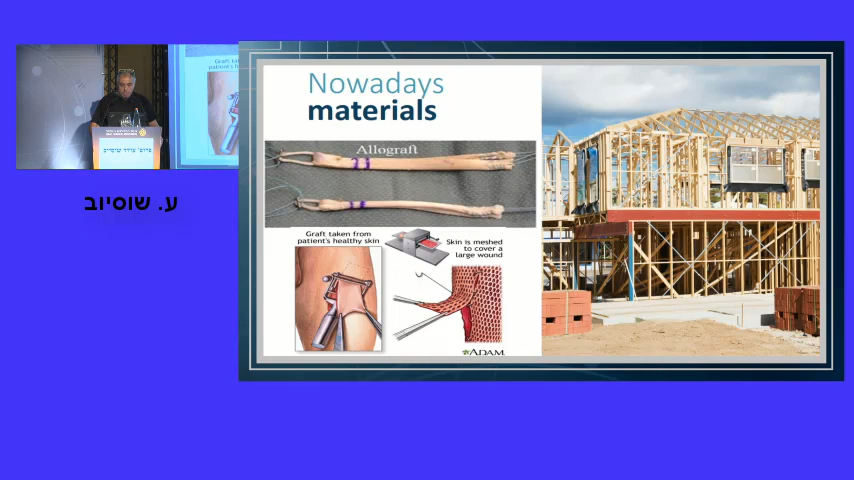 Nowadays
materials
Allograft
Graft taken from
patient's healthy skin
Skin is meshed
to cover a
large wound
ADAM
ע. שוסיוב